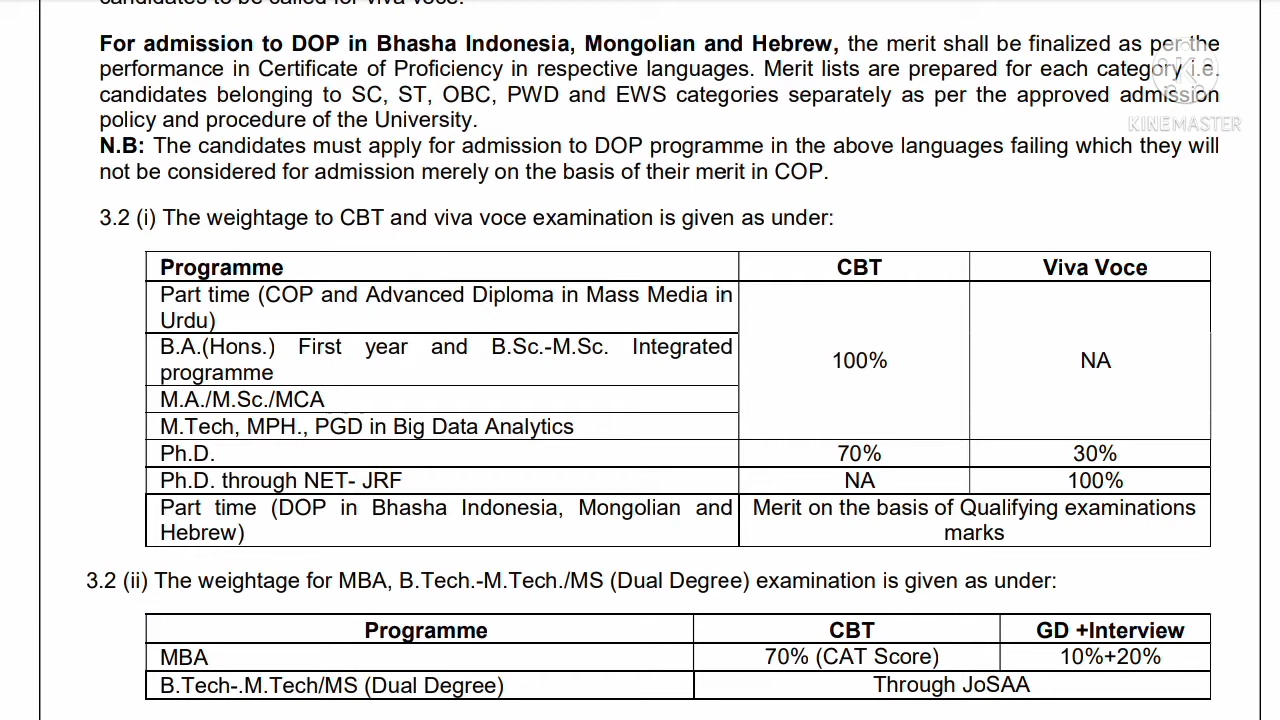 candidates to be called for viva voce.
For admission to DOP in Bhasha Indonesia, Mongolian and Hebrew, the merit shall be finalized as per the
performance in Certificate of Proficiency in respective languages. Merit lists are prepared for each category i.e.
candidates belonging to SC, ST, OBC, PWD and EWS categories separately as per the approved admission
policy and procedure of the University.
KINEMASTER
N.B: The candidates must apply for admission to DOP programme in the above languages failing which they will
not be considered for admission merely on the basis of their merit in COP.
3.2 (i) The weightage to CBT and viva voce examination is given as under:
Programme CBT Viva Voce
Part time (COP and Advanced Diploma in Mass Media in
Urdu)
B.A.(Hons.) First year and B.Sc.-M.Sc. Integrated
programme
100% NA
M.A./M.Sc./MCA
M.Tech, MPH., PGD in Big Data Analytics
Ph.D. 70% 30%
Ph.D. through NET- JRF NA 100%
Part time (DOP in Bhasha Indonesia, Mongolian and
Hebrew)
Merit on the basis of Qualifying examinations
marks
3.2 (ii) The weightage for MBA, B.Tech.-M.Tech./MS (Dual Degree) examination is given as under:
Programme CBT GD +Interview
MBA 70% (CAT Score) 10%+20%
B.Tech-.M.Tech/MS (Dual Degree) Through JoSAA